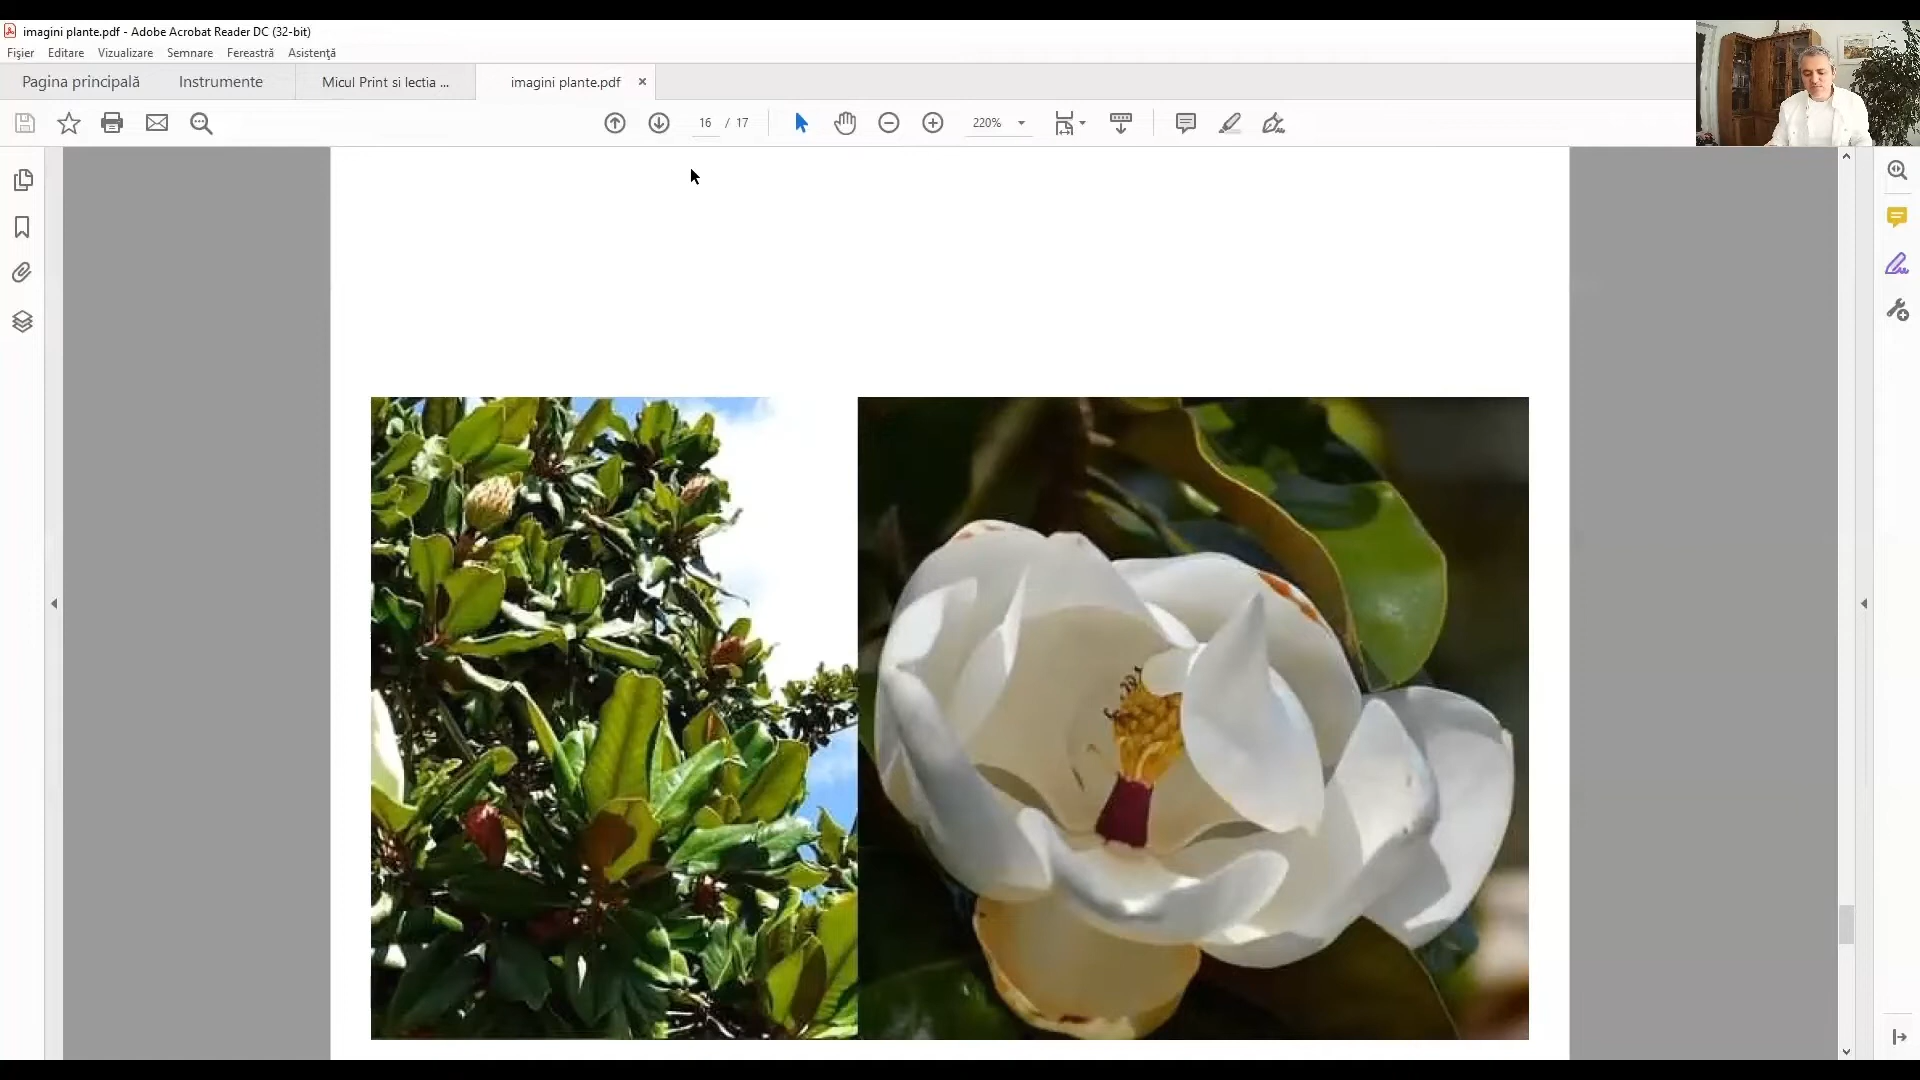 imagini plante.pdf - Adobe Acrobat Reader DC (32-bit)
Fișier Editare Vizualizare Semnare Fereastră Asistență
Pagina principală Instrumente Micul Print si lectia ... imagini plante.pdf ×
16 / 17 220%